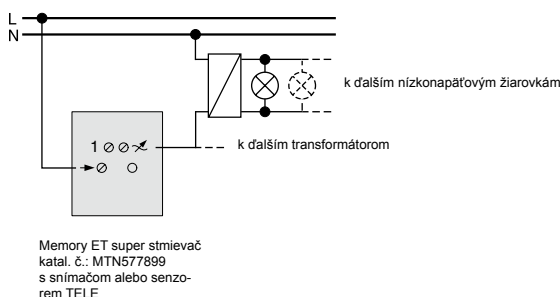 L
N
k ďalším nízkonapäťovým žiarovkám
1
k ďalším transformátorom
Memory ET super stmievač
katal. č.: MTN577899
s snímačom alebo senzo-
rem TELE